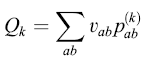 $Q_k = \sum_{ab} v_{ab} p_{ab}^{(k)}$